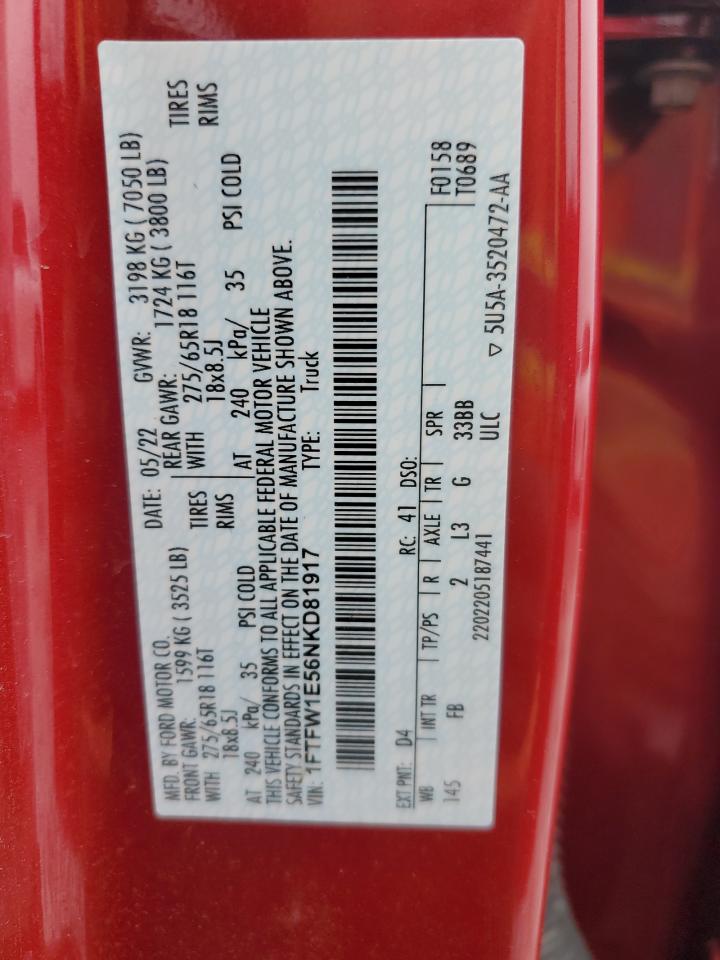 MFD. BY FORD MOTOR CO.
DATE: 05/22 GVWR: 3198 KG ( 7050 LB)
FRONT GAWR: 1599 KG ( 3525 LB) REAR GAWR: 1724 KG ( 3800 LB)
WITH 275/65R18 116T TIRES WITH 275/65R18 116T TIRES
18x8.5J RIMS 18x8.5J RIMS
AT 240 kPa/ 35 PSI COLD AT 240 kPa/ 35 PSI COLD
THIS VEHICLE CONFORMS TO ALL APPLICABLE FEDERAL MOTOR VEHICLE
SAFETY STANDARDS IN EFFECT ON THE DATE OF MANUFACTURE SHOWN ABOVE.
VIN: 1FTFW1E56NKD81917 TYPE: Truck
EXT PNT: D4 RC: 41 DSO:
WB INT TR TP/PS R AXLE TR SPR F0158
145 FB 2 L3 G 33BB T0689
2202205187441 ULC
▽ 5U5A-3520472-AA